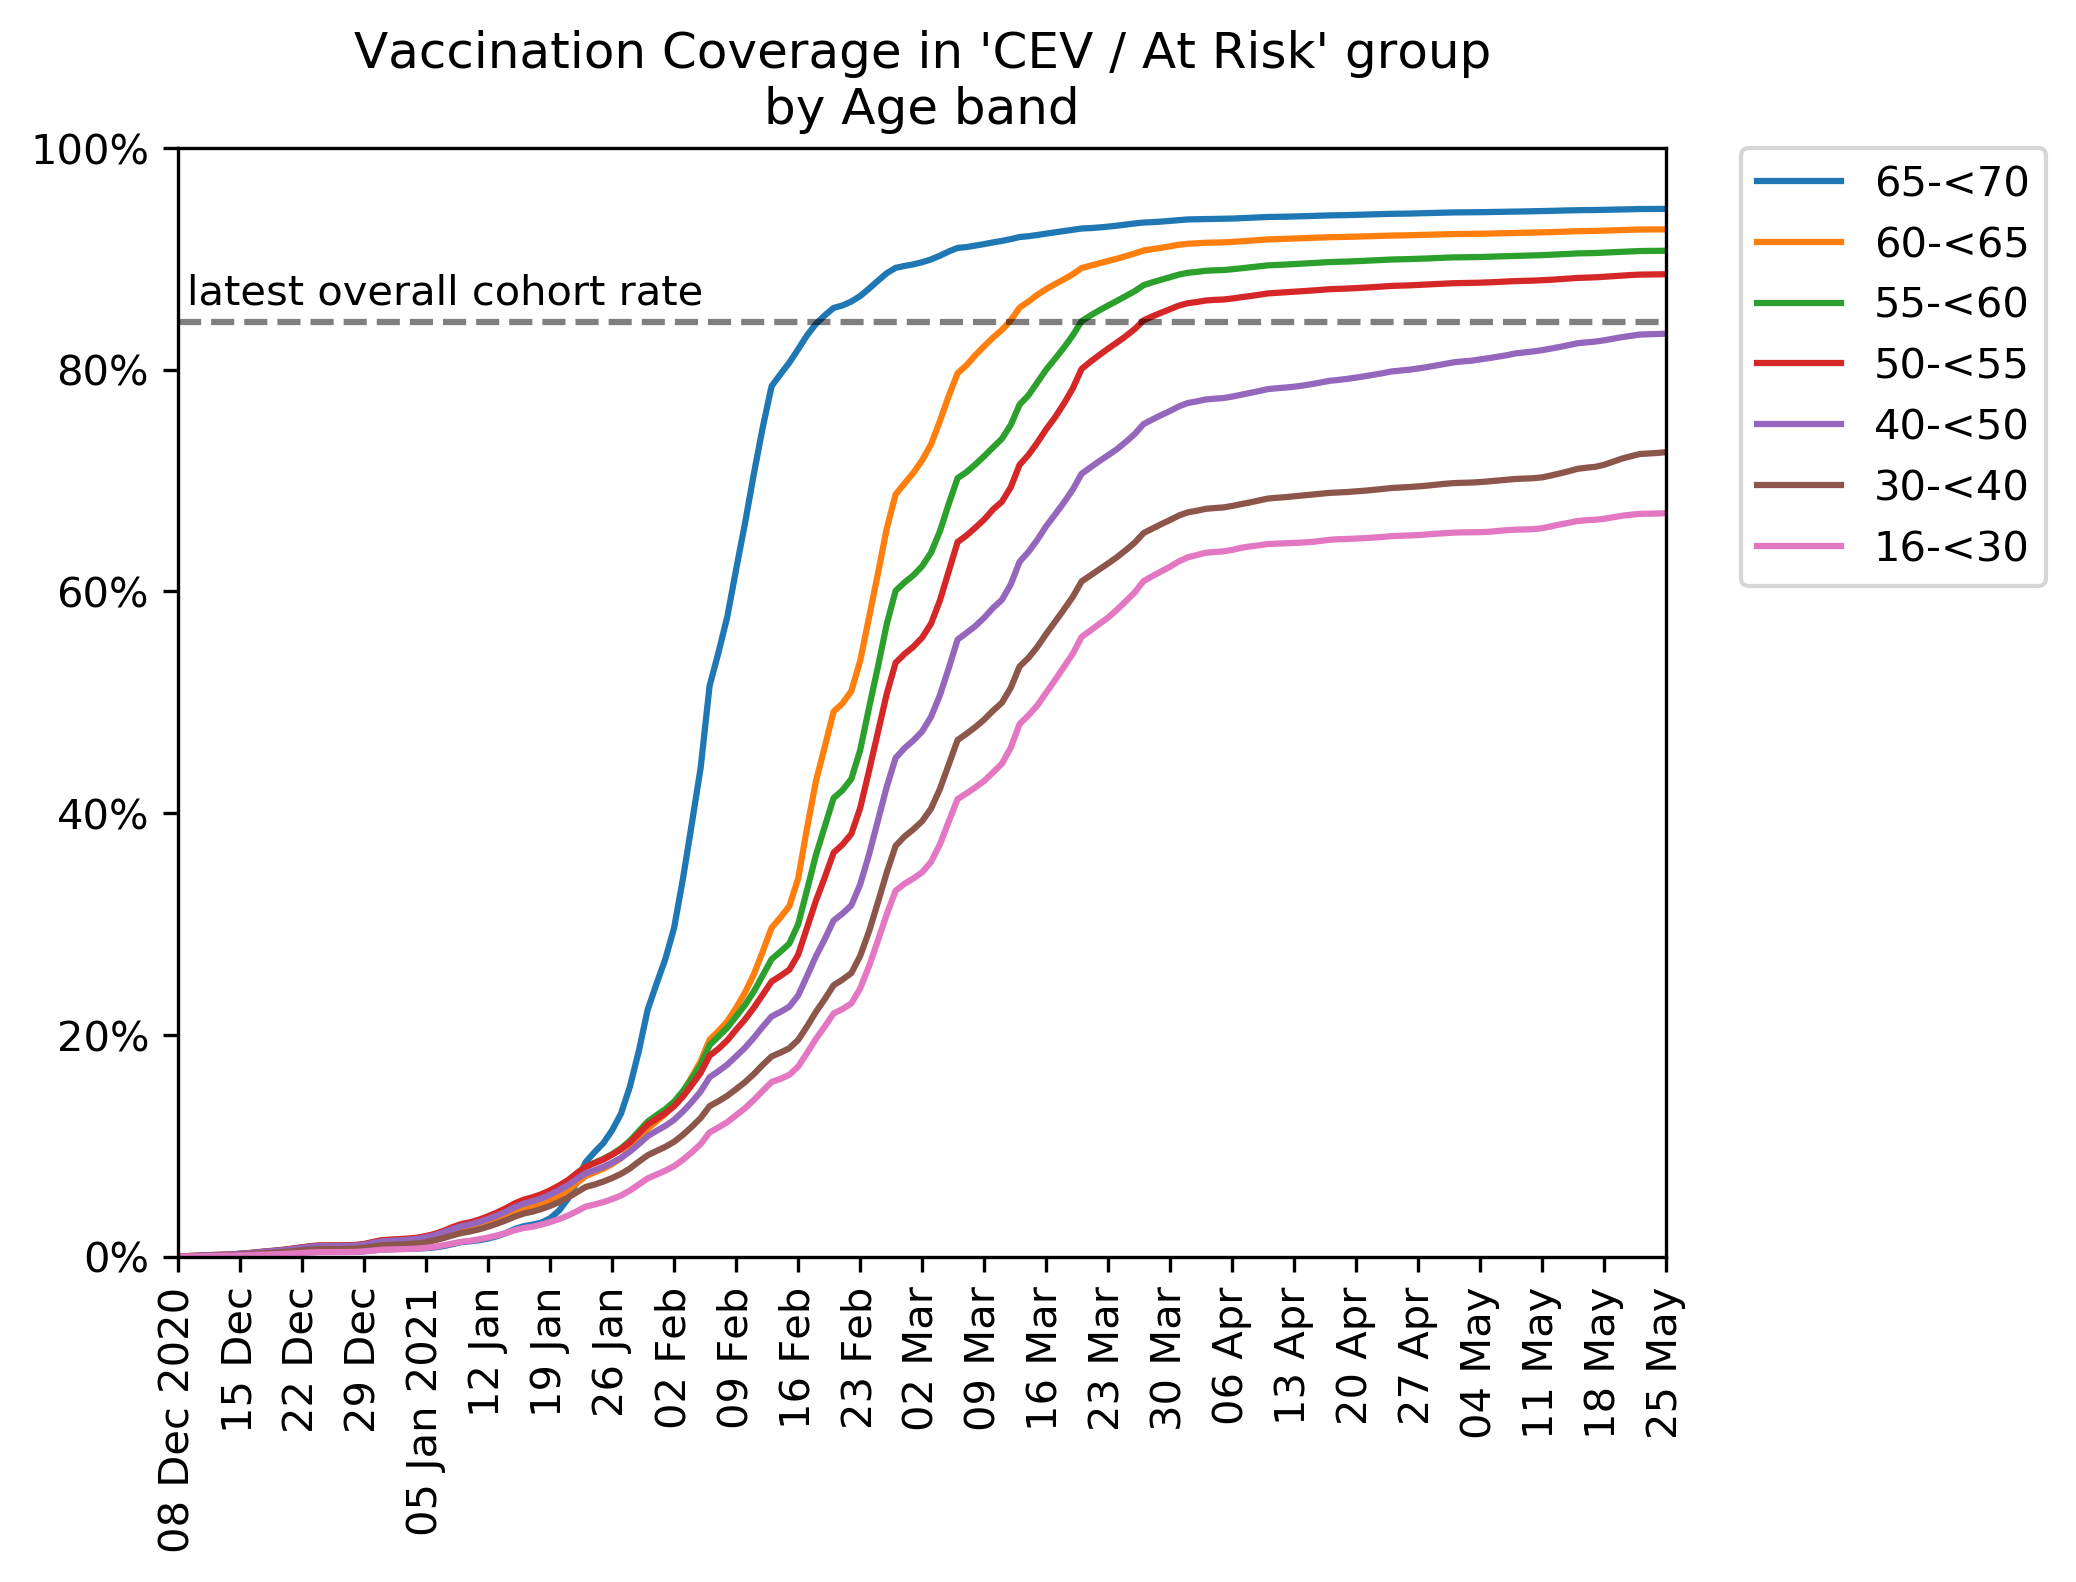 Vaccination Coverage in 'CEV / At Risk' group
by Age band
100%
80%
60%
40%
20%
0%
latest overall cohort rate
65-<70
60-<65
55-<60
50-<55
40-<50
30-<40
16-<30
08 Dec 2020
15 Dec
22 Dec
29 Dec
05 Jan 2021
12 Jan
19 Jan
26 Jan
02 Feb
09 Feb
16 Feb
23 Feb
02 Mar
09 Mar
16 Mar
23 Mar
30 Mar
06 Apr
13 Apr
20 Apr
27 Apr
04 May
11 May
18 May
25 May